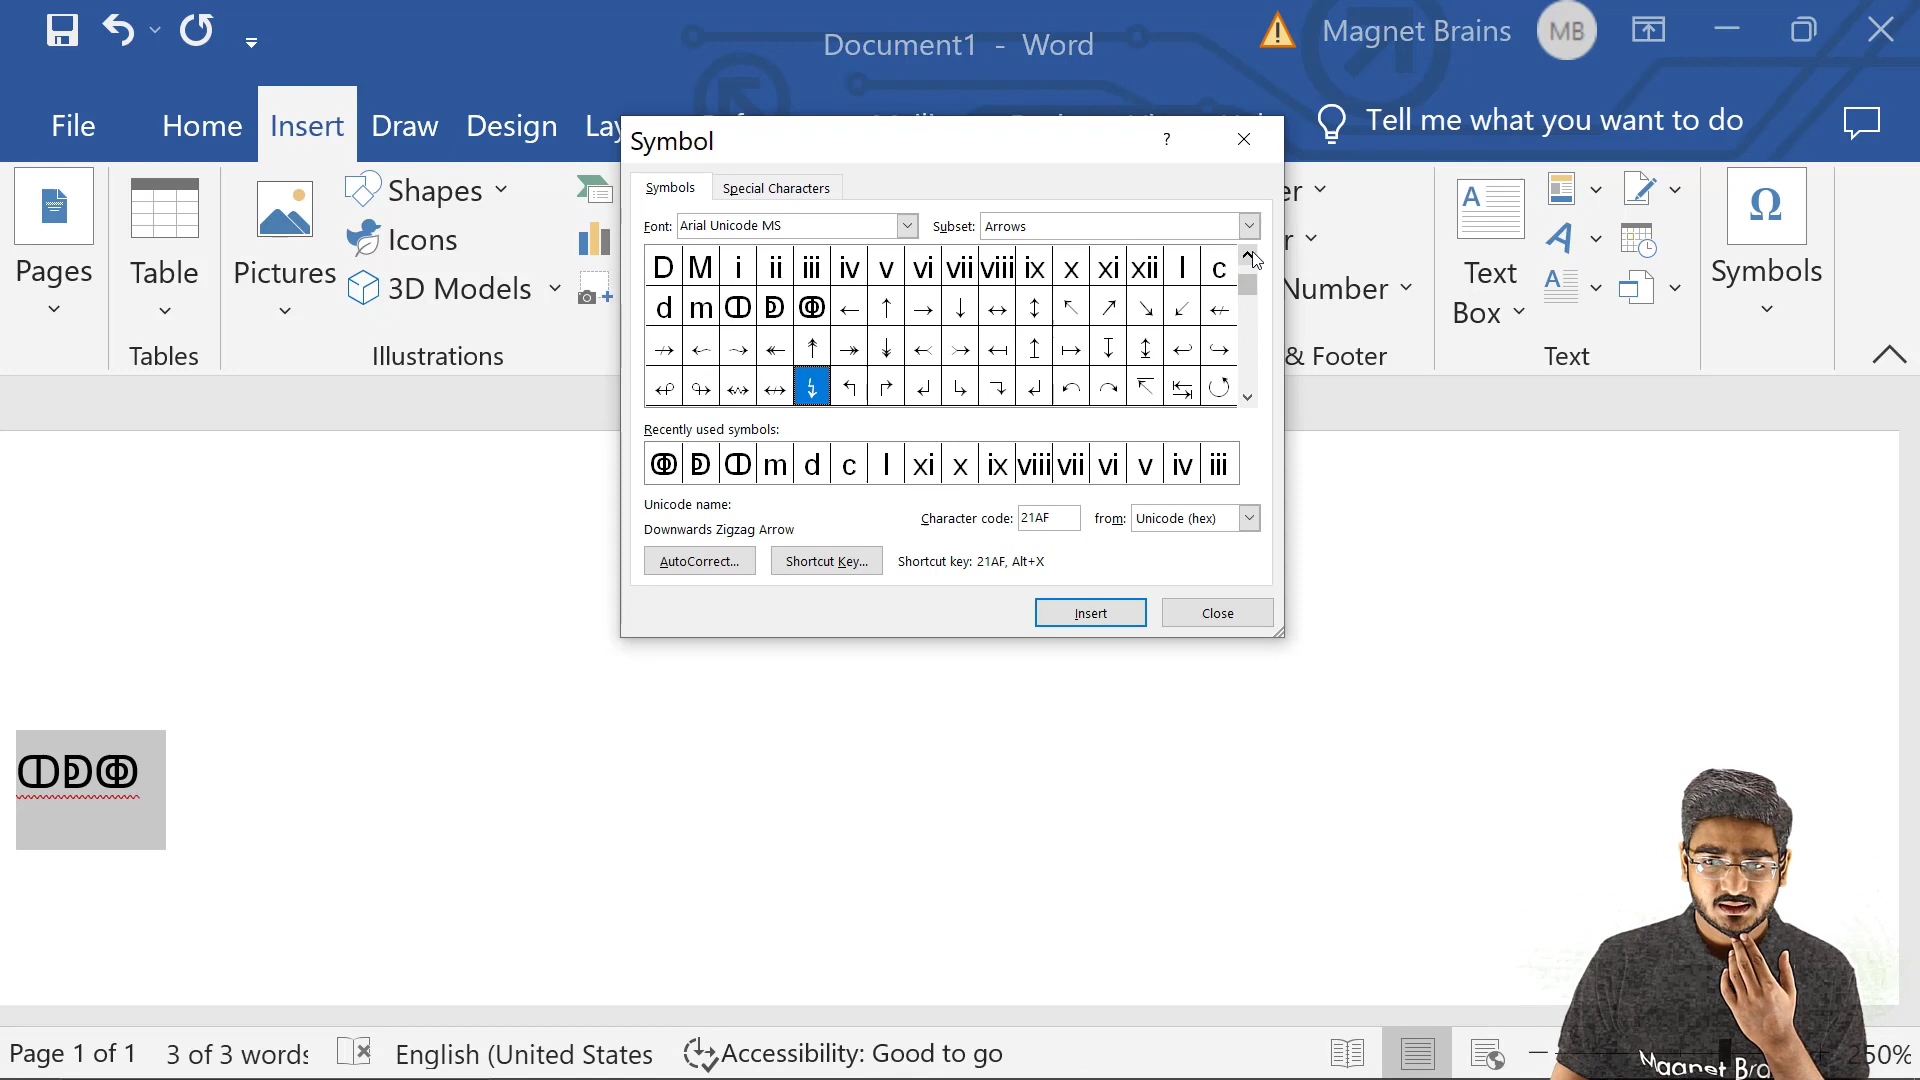 Document1 - Word
Magnet Brains
MB
File
Home
Insert
Draw
Design
Tell me what you want to do
Pages
Table
Tables
Pictures
Shapes
Icons
3D Models
Illustrations
Number
& Footer
Text
Box
Text
Symbols
Symbol
?
Symbols
Special Characters
Font: Arial Unicode MS
Subset: Arrows
D M ⅰ ⅱ ⅲ ⅳ ⅴ ⅵ ⅶ ⅷ ⅸ ⅹ ⅺ ⅻ l c
d m ↀ ↁ ↂ ← ↑ → ↓ ↔ ↕ ↖ ↗ ↘ ↙ ↚
↛ ↜ ↝ ↞ ↟ ↠ ↡ ↢ ↣ ↤ ↥ ↦ ↧ ↨ ↩ ↪
↫ ↬ ↭ ↮ ↯ ↰ ↱ ↲ ↳ ↴ ↵ ↶ ↷ ↸ ↹ ↺
Recently used symbols:
ↂ ↁ ↀ m d c l ⅺ ⅹ ⅸ ⅷ ⅶ ⅵ ⅴ ⅳ ⅲ
Unicode name:
Downwards Zigzag Arrow
Character code: 21AF
from: Unicode (hex)
AutoCorrect...
Shortcut Key...
Shortcut key: 21AF, Alt+X
Insert
Close
ↀↁↂ
Page 1 of 1
3 of 3 words
English (United States
Accessibility: Good to go
250%
Magnet Bra